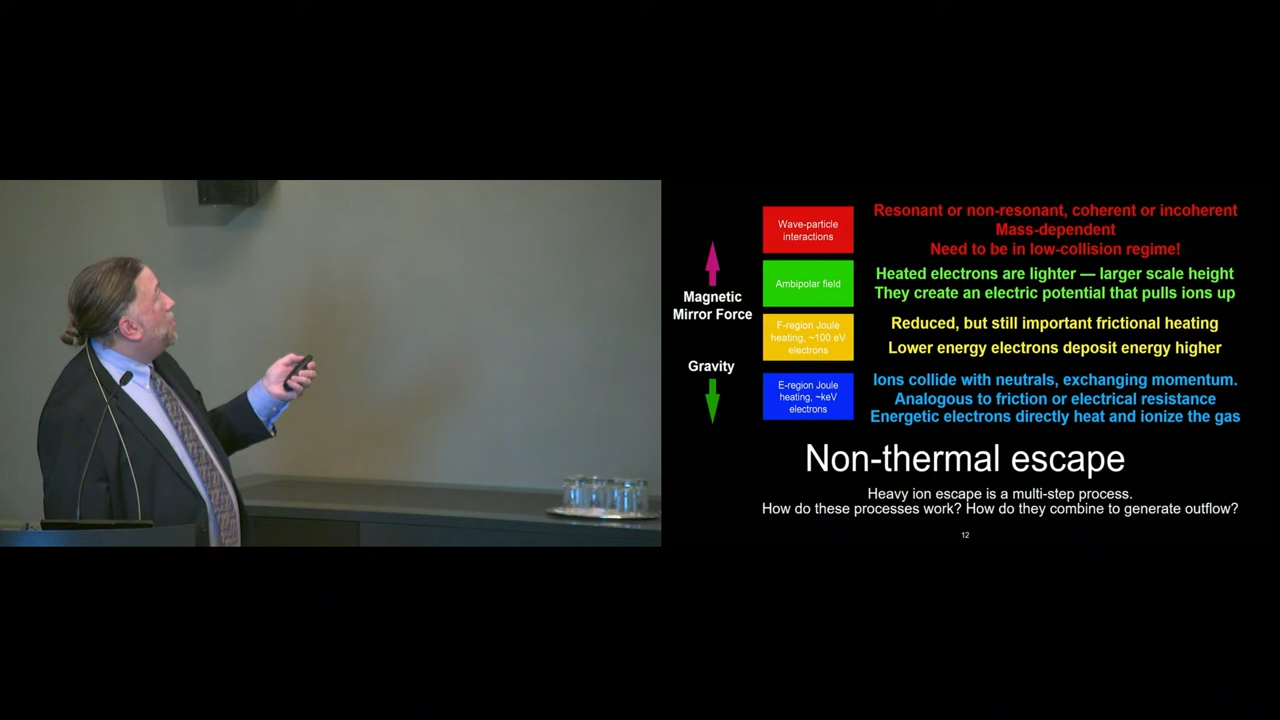 Wave-particle
interactions
Resonant or non-resonant, coherent or incoherent
Mass-dependent
Need to be in low-collision regime!
Ambipolar field
Heated electrons are lighter — larger scale height
They create an electric potential that pulls ions up
Magnetic
Mirror Force
F-region Joule
heating, ~100 eV
electrons
Reduced, but still important frictional heating
Lower energy electrons deposit energy higher
Gravity
E-region Joule
heating, ~keV
electrons
Ions collide with neutrals, exchanging momentum.
Analogous to friction or electrical resistance
Energetic electrons directly heat and ionize the gas
Non-thermal escape
Heavy ion escape is a multi-step process.
How do these processes work? How do they combine to generate outflow?
12